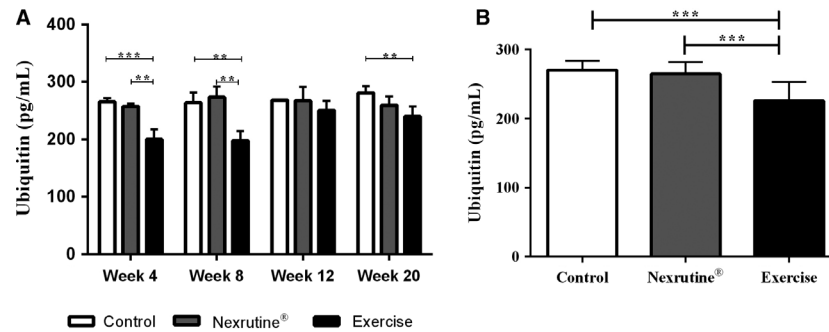 A
Ubiquitin (pg/mL)
400
300
200
100
0
***
**
**
**
**
Week 4
Week 8
Week 12
Week 20
Control
Nexrutine®
Exercise
B
Ubiquitin (pg/mL)
300
200
100
0
***
***
Control
Nexrutine®
Exercise